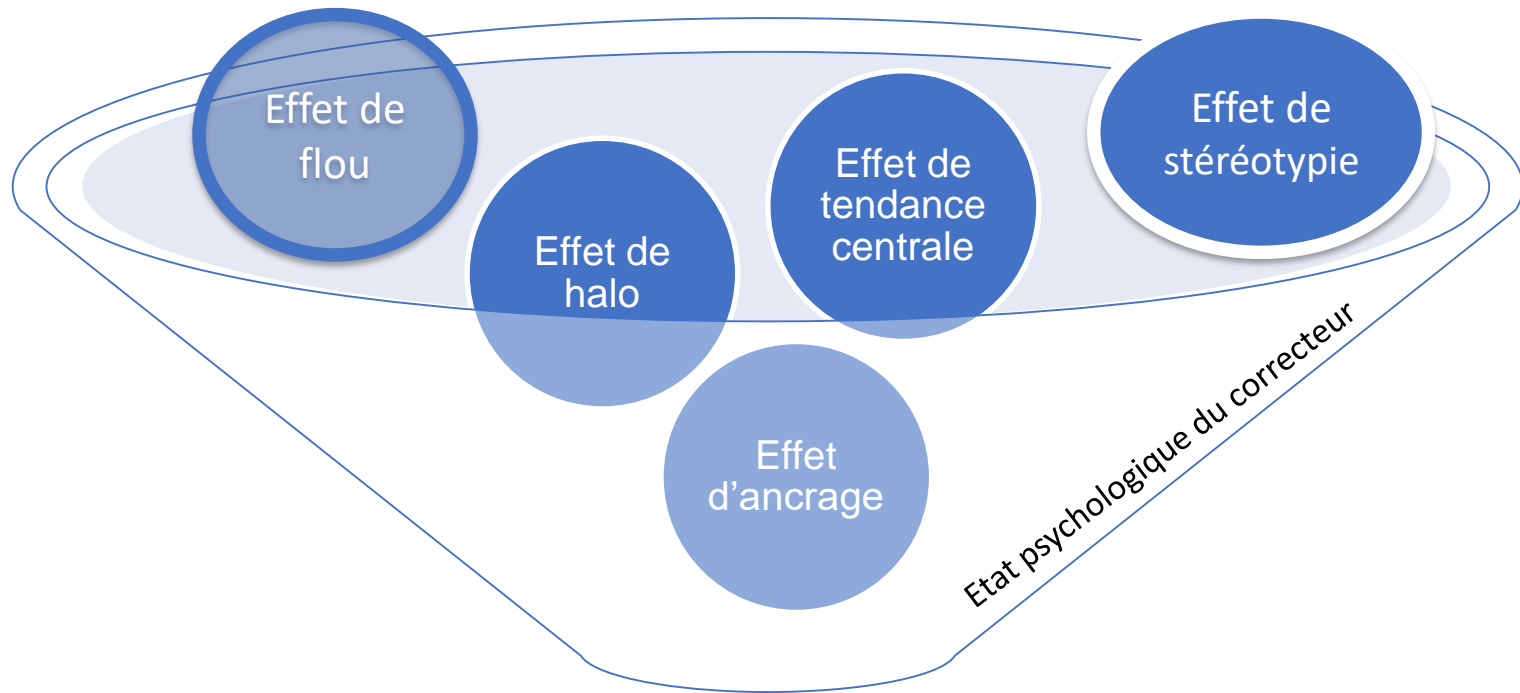 Effet de
flou
Effet de
halo
Effet de
tendance
centrale
Effet de
stéréotypie
Effet
d’ancrage
Etat psychologique du correcteur